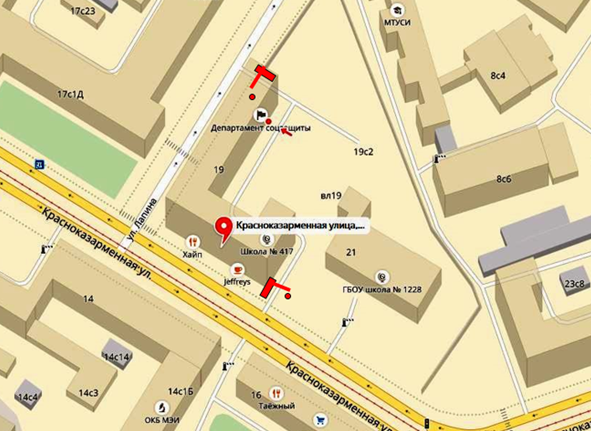 17с23
МТУСИ
17с1Д
8с4
Департамент соцзащиты
19с2
19
8с6
вл19
ул. Лапина
Красноказарменная улица,...
Хайп
Школа № 417
21
Jeffreys
ГБОУ школа № 1228
23с8
Красноказарменная ул.
14
14с14
14с3
14с4
14с1Б
ОКБ МЭИ
16
Таёжный
Красноказарменная ул.